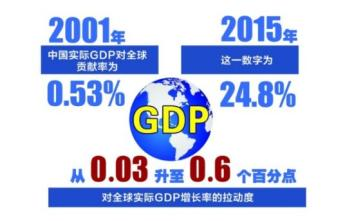 2001年
中国实际GDP对全球
贡献率为
0.53%
2015年
这一数字为
24.8%
GDP
从 0.03 升至 0.6 个百分点
对全球实际GDP增长率的拉动度